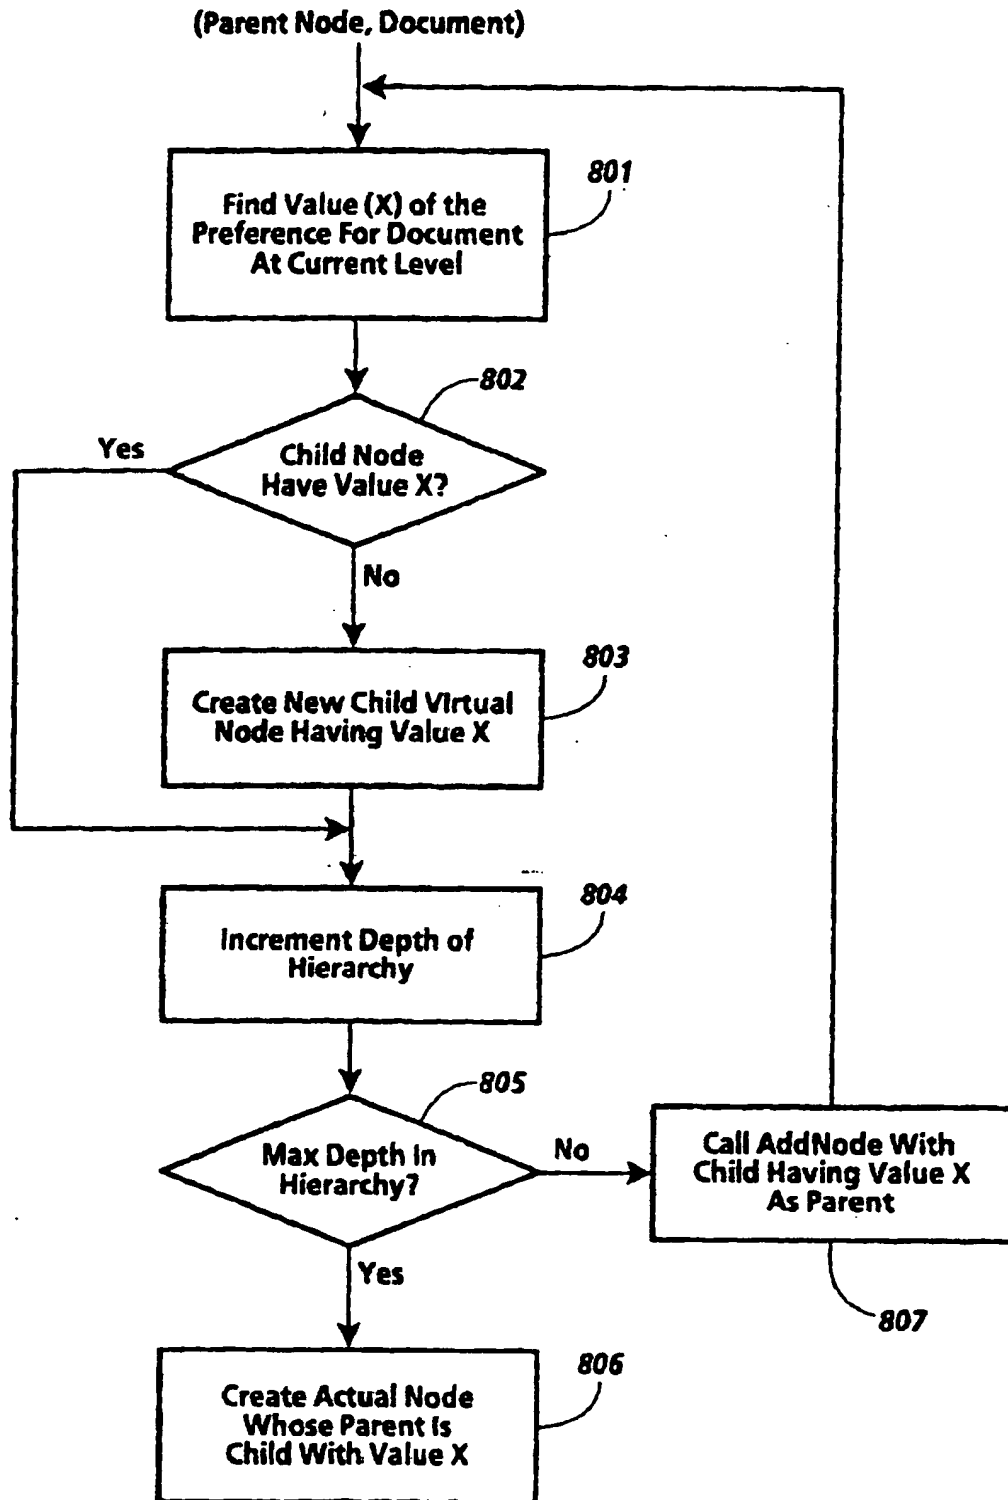 (Parent Node, Document)
801
Find Value (X) of the
Preference For Document
At Current Level
802
Yes
Child Node
Have Value X?
No
803
Create New Child Virtual
Node Having Value X
804
Increment Depth of
Hierarchy
805
Max Depth In
Hierarchy?
No
Call AddNode With
Child Having Value X
As Parent
Yes
807
806
Create Actual Node
Whose Parent Is
Child With Value X